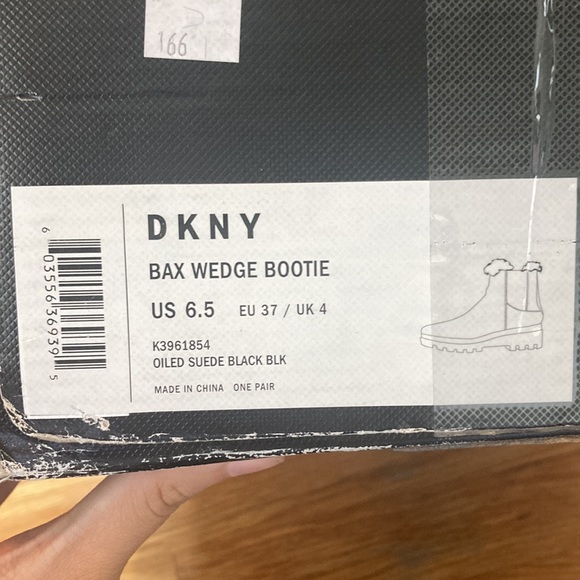 166
DKNY
BAX WEDGE BOOTIE
US 6.5 EU 37 / UK 4
K3961854
OILED SUEDE BLACK BLK
MADE IN CHINA ONE PAIR
6 03556 36939 5